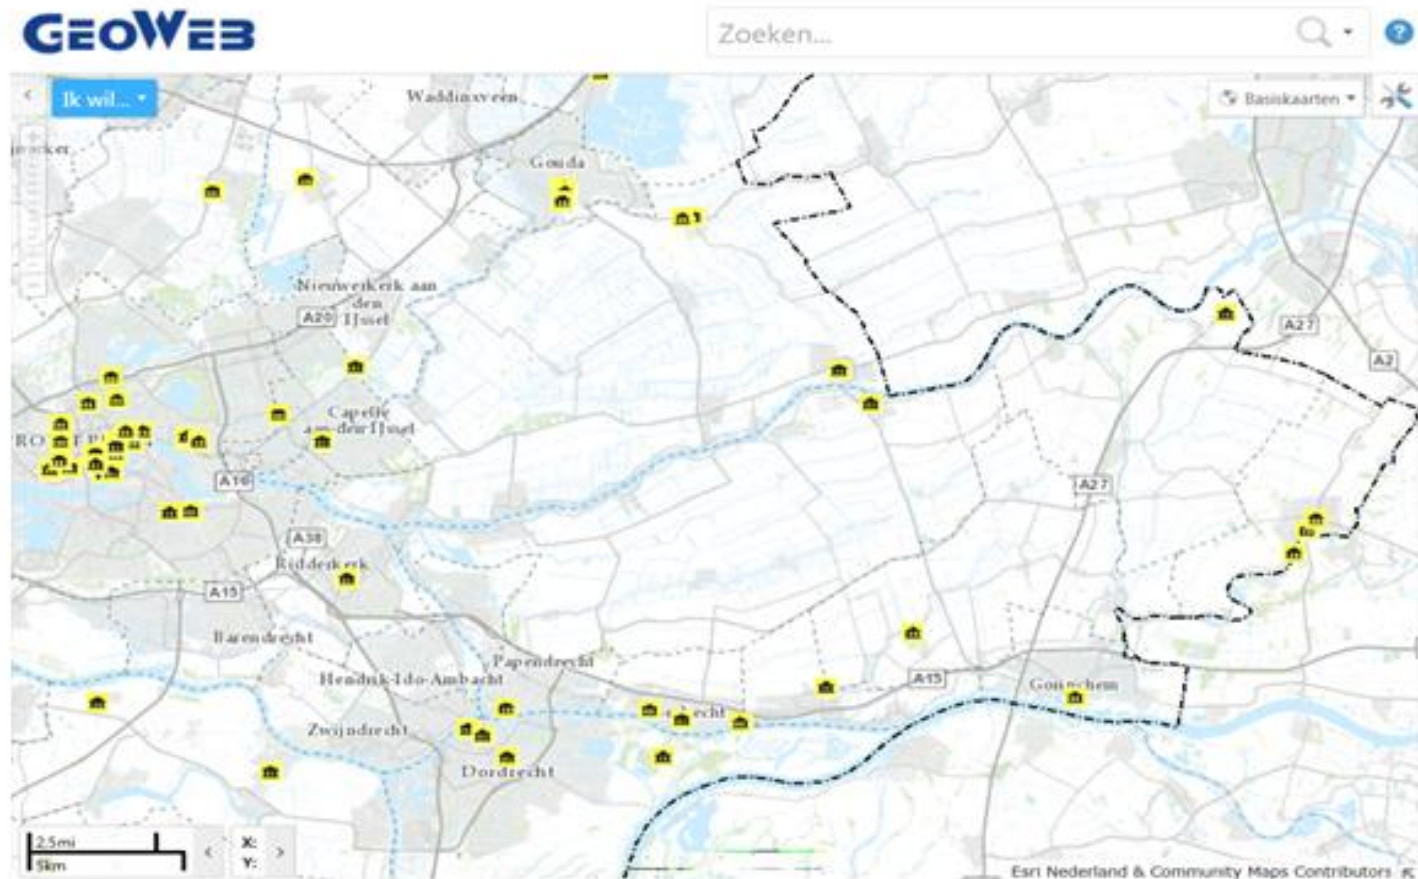 GEOWEB
Zoeken...
?
Ik wil...
Basiskaarten
Waddinxveen
Gouda
Nieuwerkerk aan
den
IJssel
A20
A27
A2
Capelle
aan den IJssel
A16
A27
A38
Ridderkerk
A15
Barendrecht
Papendrecht
Hendrik-Ido-Ambacht
A15
Gorinchem
Zwijndrecht
Dordrecht
2.5mi
5km
X:
Y:
Esri Nederland & Community Maps Contributors